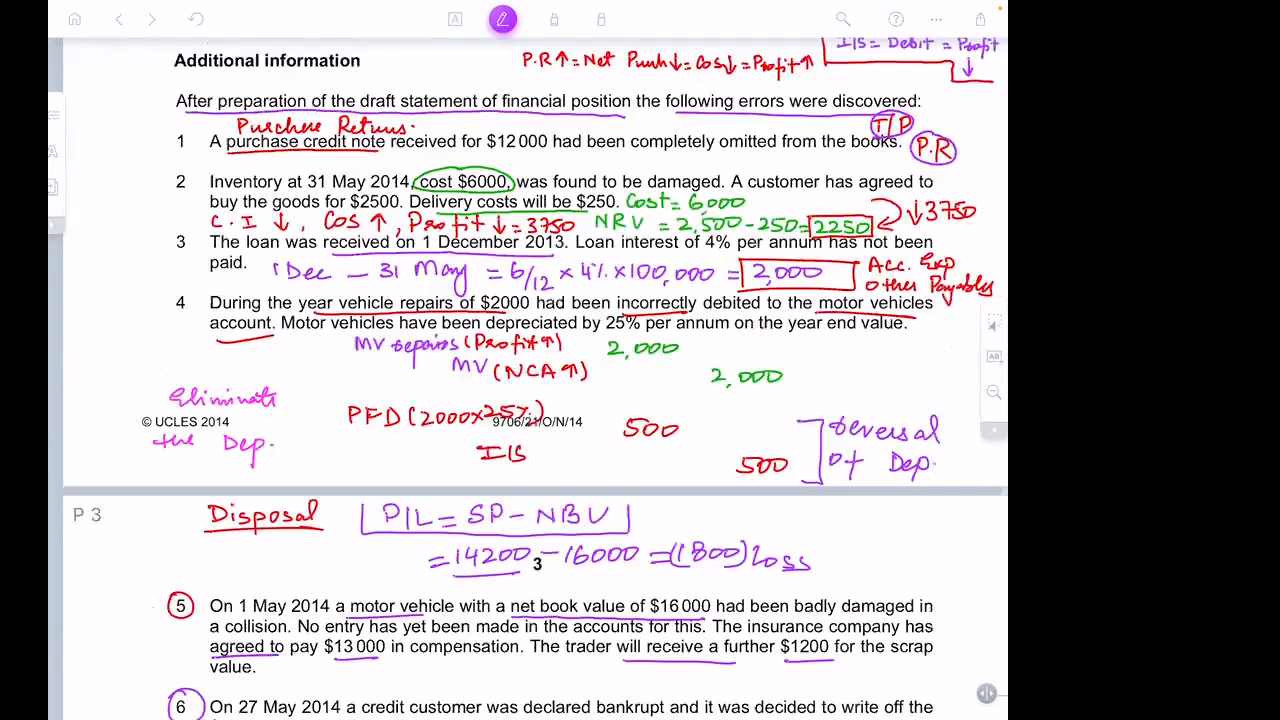 I/S = Debit = Profit ↓
Additional information
P.R↑ = Net Purch↓ = Cos↓ = Profit↑
After preparation of the draft statement of financial position the following errors were discovered:
Purchase Returns.
T/P
1 A purchase credit note received for $12 000 had been completely omitted from the books.
P.R
2 Inventory at 31 May 2014, cost $6000, was found to be damaged. A customer has agreed to
buy the goods for $2500. Delivery costs will be $250. Cost = 6,000
C.I ↓, Cos ↑, Profit ↓ = 3750 NRV = 2,500 - 250 = 2250 ↓3750
3 The loan was received on 1 December 2013. Loan interest of 4% per annum has not been
paid. 1 Dec — 31 May = 6/12 × 4% × 100,000 = 2,000 Acc. Exp
Other Payables
4 During the year vehicle repairs of $2000 had been incorrectly debited to the motor vehicles
account. Motor vehicles have been depreciated by 25% per annum on the year end value.
MV repairs (Profit↑) 2,000
MV (NCA↑) 2,000
Eliminate
the Dep.
PFD (2000×25%) 500
© UCLES 2014 9706/21/O/N/14
I/S 500
reversal
of Dep.
P 3
Disposal P/L = SP - NBV
= 14200 - 16000 = (1800) loss
3
5 On 1 May 2014 a motor vehicle with a net book value of $16 000 had been badly damaged in
a collision. No entry has yet been made in the accounts for this. The insurance company has
agreed to pay $13 000 in compensation. The trader will receive a further $1200 for the scrap
value.
6 On 27 May 2014 a credit customer was declared bankrupt and it was decided to write off the